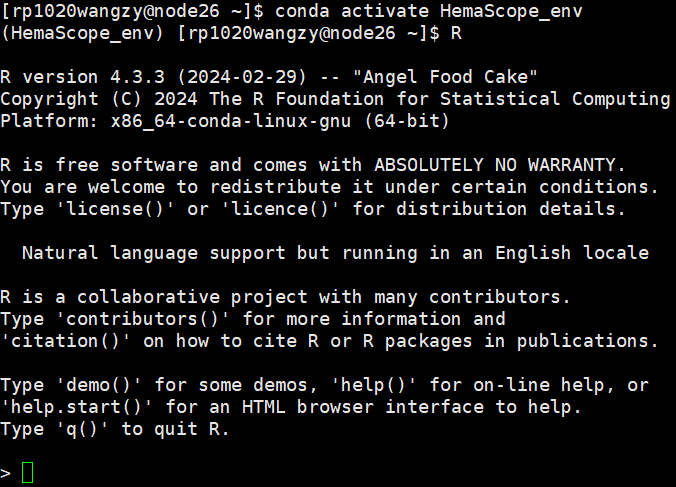 [rp1020wangzy@node26 ~]$ conda activate HemaScope_env
(HemaScope_env) [rp1020wangzy@node26 ~]$ R
R version 4.3.3 (2024-02-29) -- "Angel Food Cake"
Copyright (C) 2024 The R Foundation for Statistical Computing
Platform: x86_64-conda-linux-gnu (64-bit)
R is free software and comes with ABSOLUTELY NO WARRANTY.
You are welcome to redistribute it under certain conditions.
Type 'license()' or 'licence()' for distribution details.
Natural language support but running in an English locale
R is a collaborative project with many contributors.
Type 'contributors()' for more information and
'citation()' on how to cite R or R packages in publications.
Type 'demo()' for some demos, 'help()' for on-line help, or
'help.start()' for an HTML browser interface to help.
Type 'q()' to quit R.
>